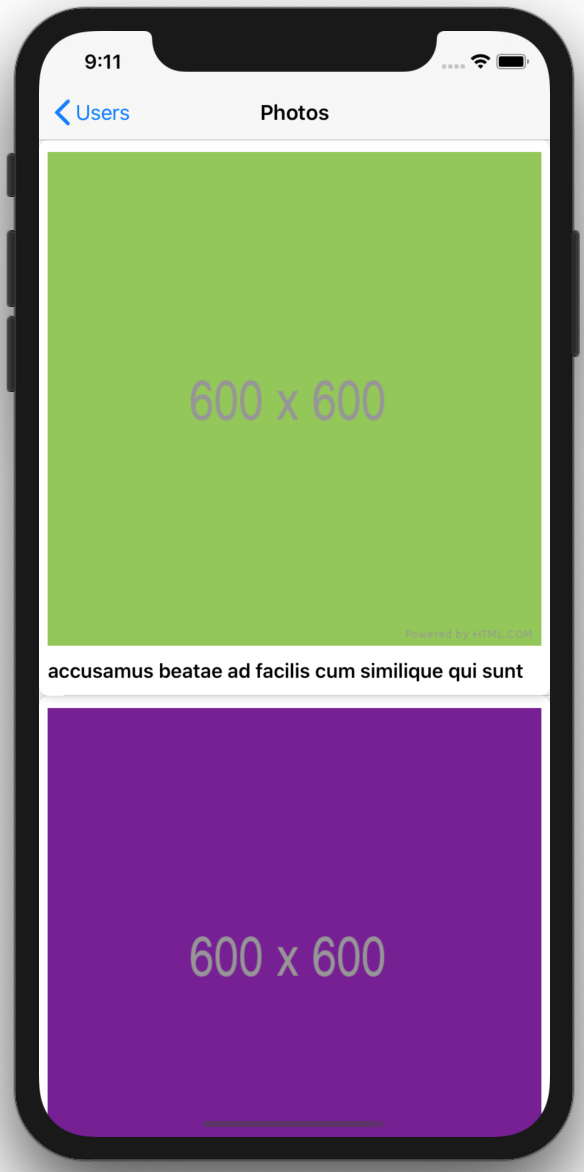 9:11
Users
Photos
600 x 600
Powered by HTML.COM
accusamus beatae ad facilis cum similique qui sunt
600 x 600